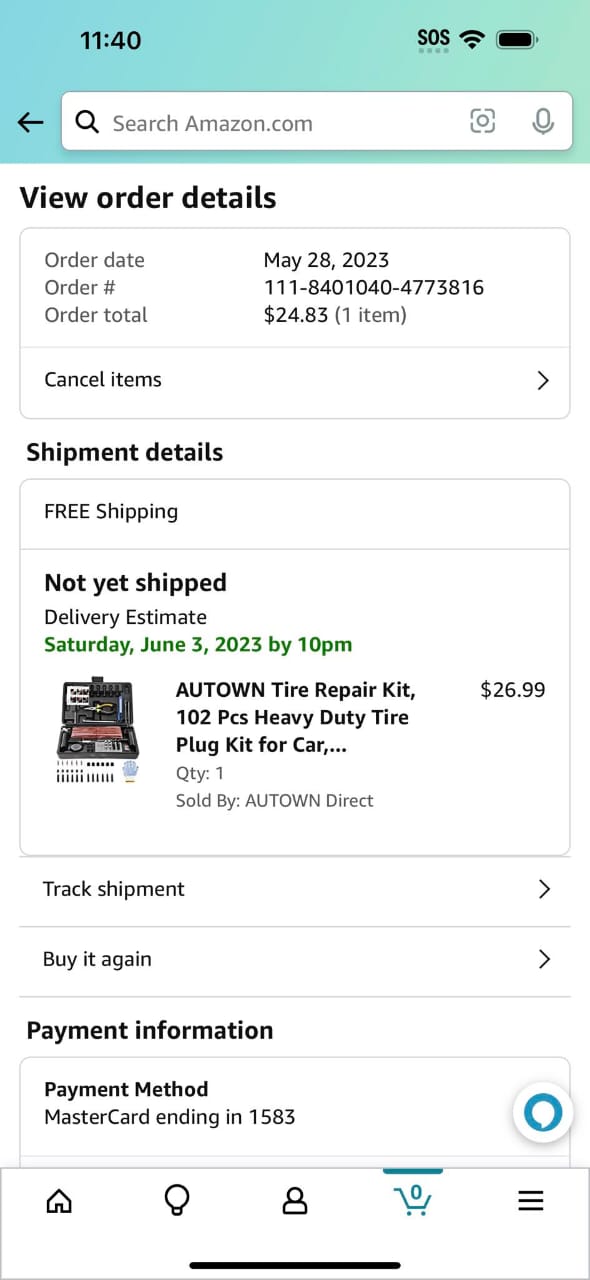 11:40
SOS
Search Amazon.com
View order details
Order date May 28, 2023
Order # 111-8401040-4773816
Order total $24.83 (1 item)
Cancel items
Shipment details
FREE Shipping
Not yet shipped
Delivery Estimate
Saturday, June 3, 2023 by 10pm
AUTOWN Tire Repair Kit, $26.99
102 Pcs Heavy Duty Tire
Plug Kit for Car,...
Qty: 1
Sold By: AUTOWN Direct
Track shipment
Buy it again
Payment information
Payment Method
MasterCard ending in 1583
0